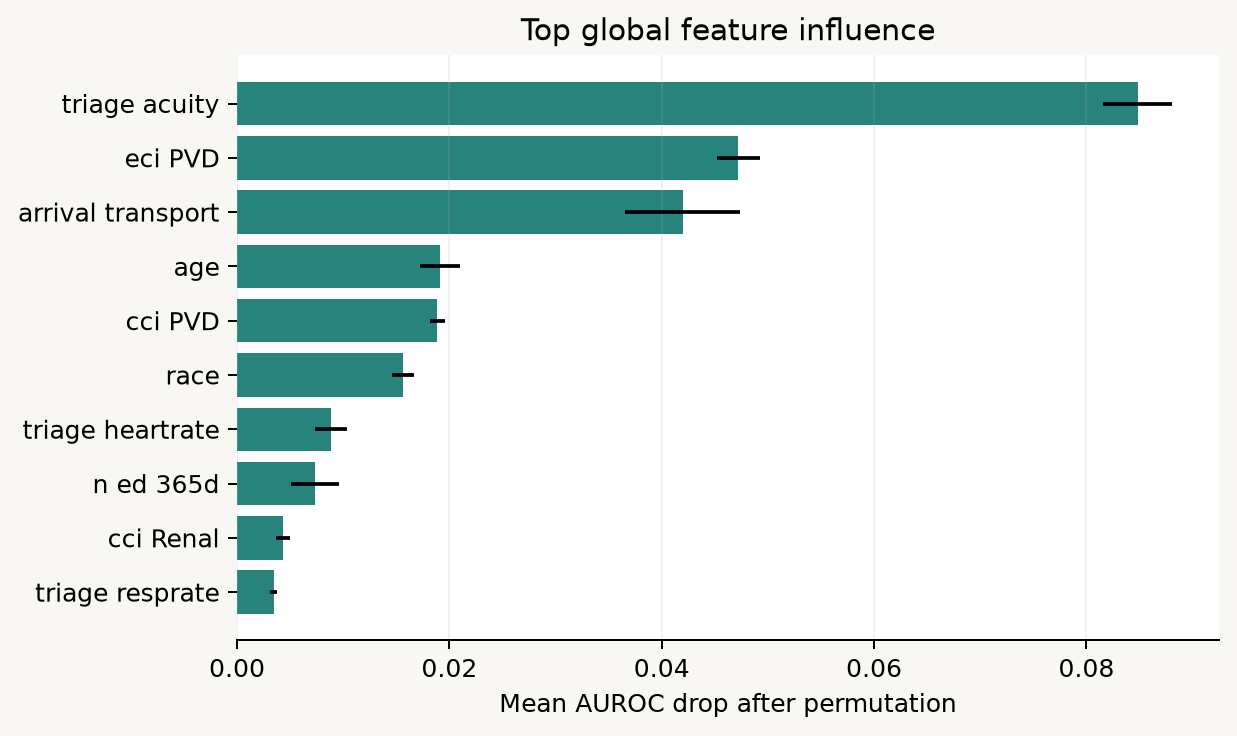 Top global feature influence
triage acuity
eci PVD
arrival transport
age
cci PVD
race
triage heartrate
n ed 365d
cci Renal
triage resprate
0.00 0.02 0.04 0.06 0.08
Mean AUROC drop after permutation